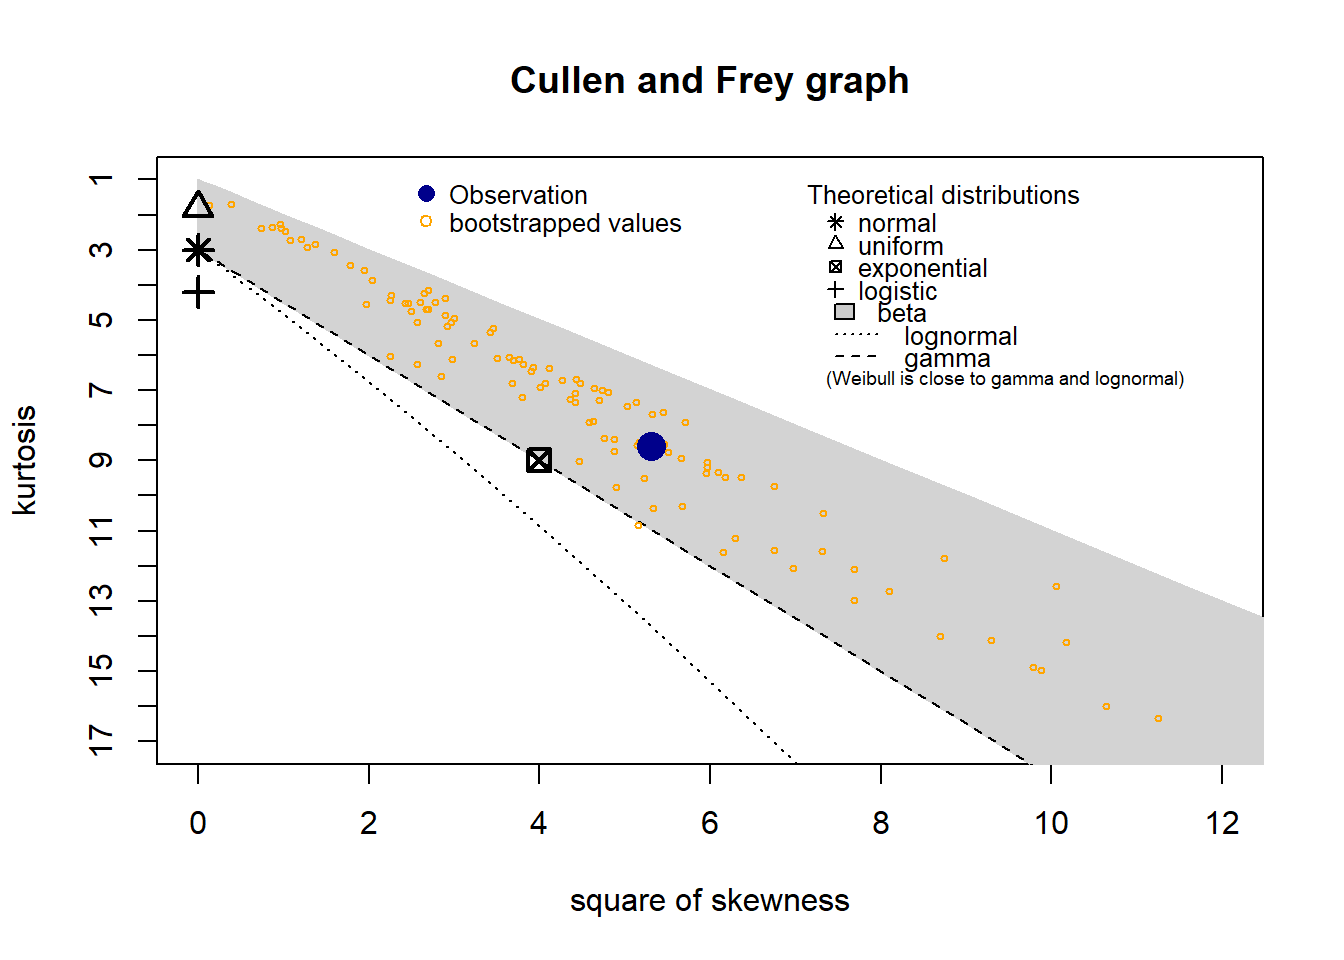 Cullen and Frey graph
Observation
bootstrapped values
Theoretical distributions
normal
uniform
exponential
logistic
beta
lognormal
gamma
(Weibull is close to gamma and lognormal)
kurtosis
1
3
5
7
9
11
13
15
17
0 2 4 6 8 10 12
square of skewness